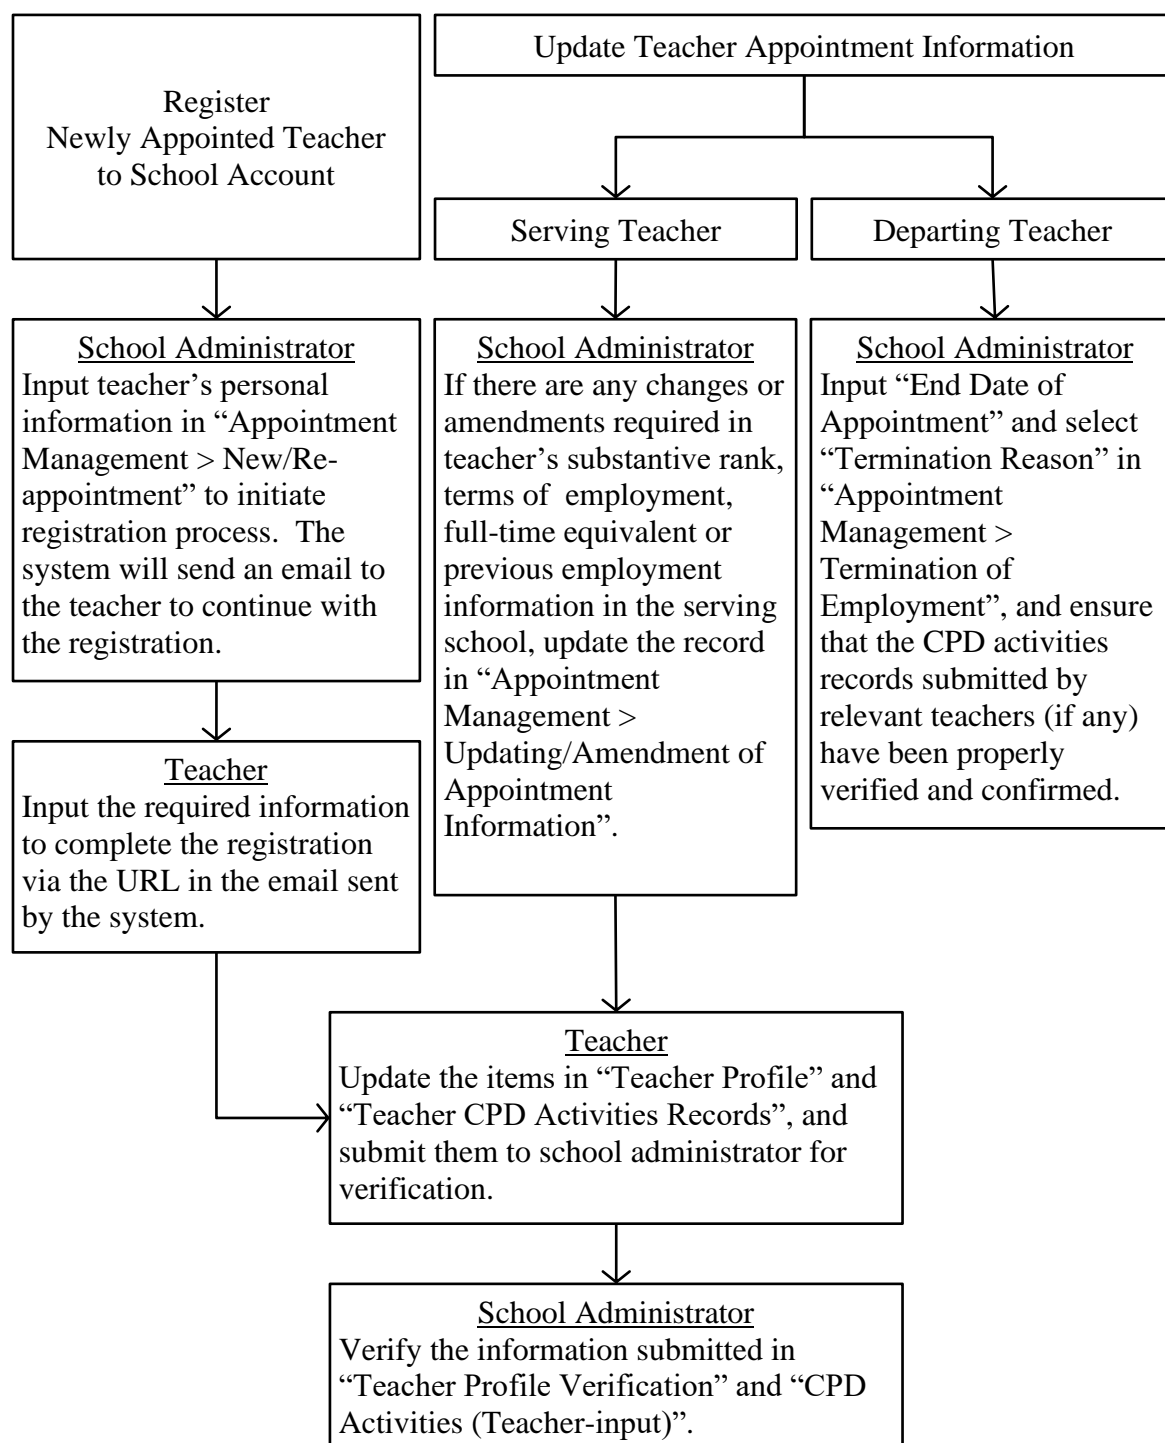 Register
Newly Appointed Teacher
to School Account
Update Teacher Appointment Information
Serving Teacher
Departing Teacher
School Administrator
Input teacher’s personal
information in “Appointment
Management > New/Re-
appointment” to initiate
registration process.  The
system will send an email to
the teacher to continue with
the registration.
Teacher
Input the required information
to complete the registration
via the URL in the email sent
by the system.
School Administrator
If there are any changes or
amendments required in
teacher’s substantive rank,
terms of  employment,
full-time equivalent or
previous employment
information in the serving
school, update the record
in “Appointment
Management >
Updating/Amendment of
Appointment
Information”.
School Administrator
Input “End Date of
Appointment” and select
“Termination Reason” in
“Appointment
Management >
Termination of
Employment”, and ensure
that the CPD activities
records submitted by
relevant teachers (if any)
have been properly
verified and confirmed.
Teacher
Update the items in “Teacher Profile” and
“Teacher CPD Activities Records”, and
submit them to school administrator for
verification.
School Administrator
Verify the information submitted in
“Teacher Profile Verification” and “CPD
Activities (Teacher-input)”.